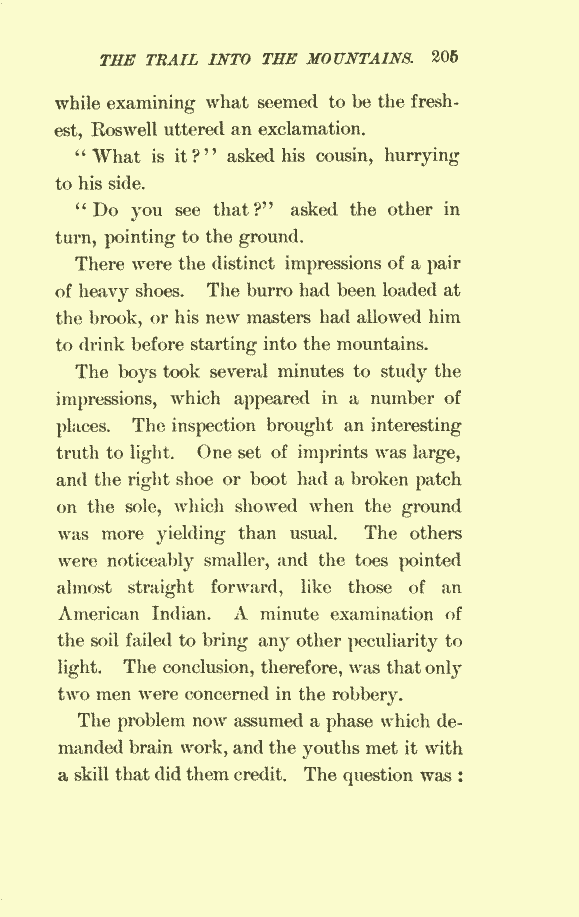 THE TRAIL INTO THE MOUNTAINS. 205
while examining what seemed to be the fresh-
est, Roswell uttered an exclamation.
"What is it?" asked his cousin, hurrying
to his side.
"Do you see that?" asked the other in
turn, pointing to the ground.
There were the distinct impressions of a pair
of heavy shoes. The burro had been loaded at
the brook, or his new masters had allowed him
to drink before starting into the mountains.
The boys took several minutes to study the
impressions, which appeared in a number of
places. The inspection brought an interesting
truth to light. One set of imprints was large,
and the right shoe or boot had a broken patch
on the sole, which showed when the ground
was more yielding than usual. The others
were noticeably smaller, and the toes pointed
almost straight forward, like those of an
American Indian. A minute examination of
the soil failed to bring any other peculiarity to
light. The conclusion, therefore, was that only
two men were concerned in the robbery.
The problem now assumed a phase which de-
manded brain work, and the youths met it with
a skill that did them credit. The question was: